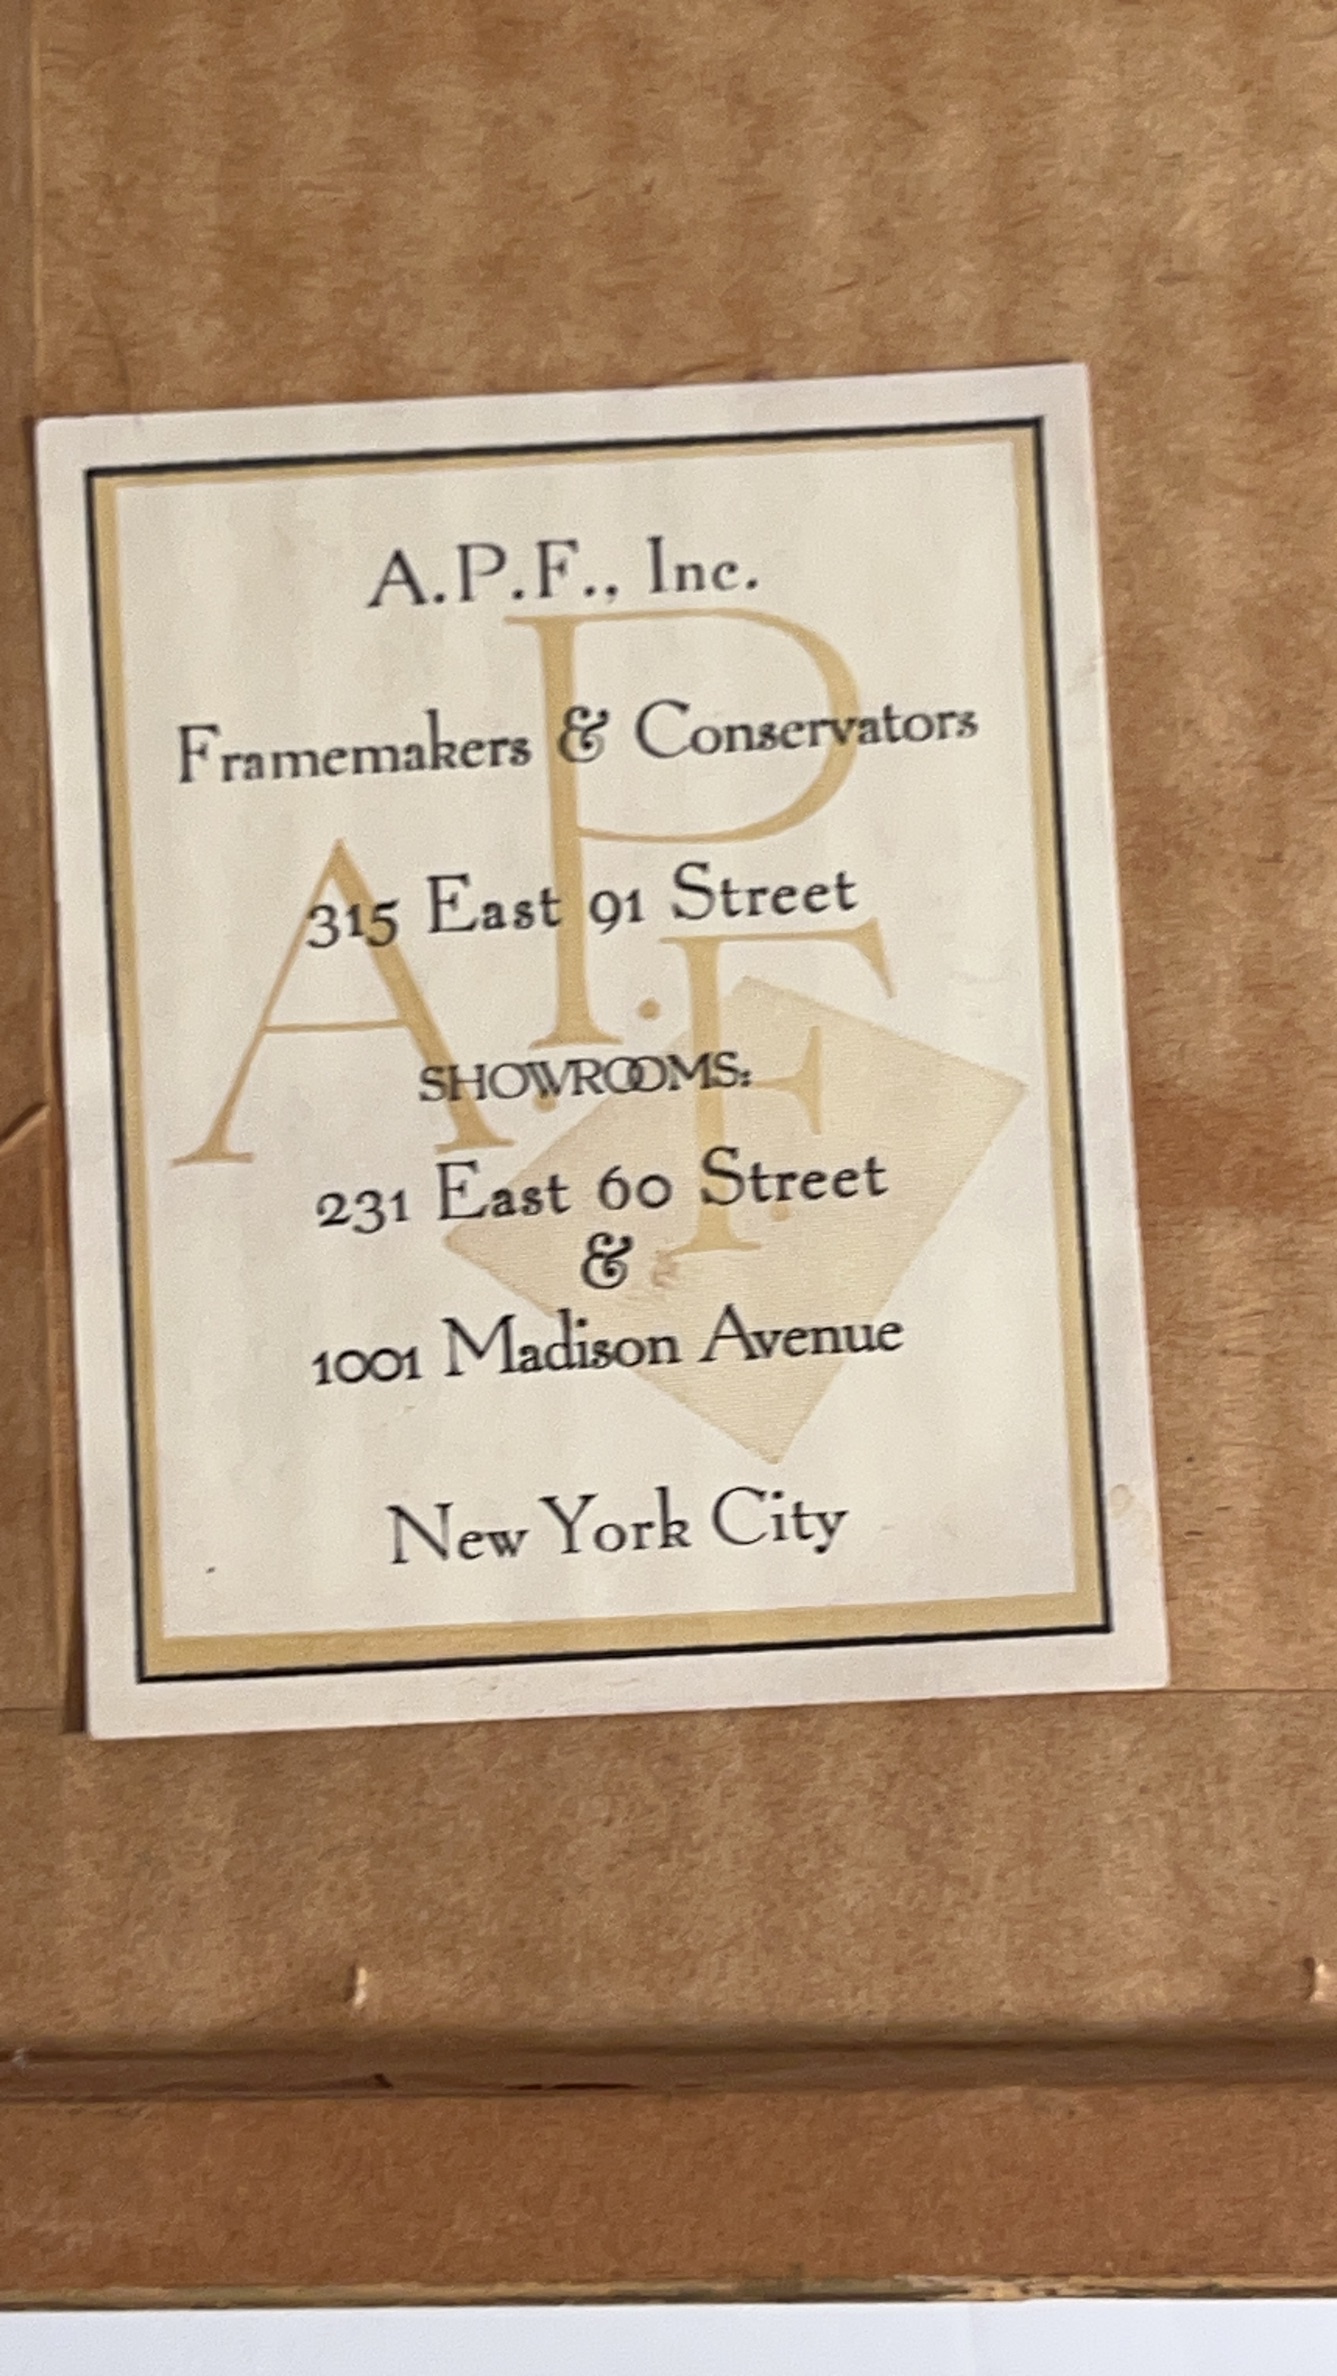 A.P.F., Inc.
Framemakers & Conservators
315 East 91 Street
SHOWROOMS:
231 East 60 Street
&
1001 Madison Avenue
New York City
A.P.F.